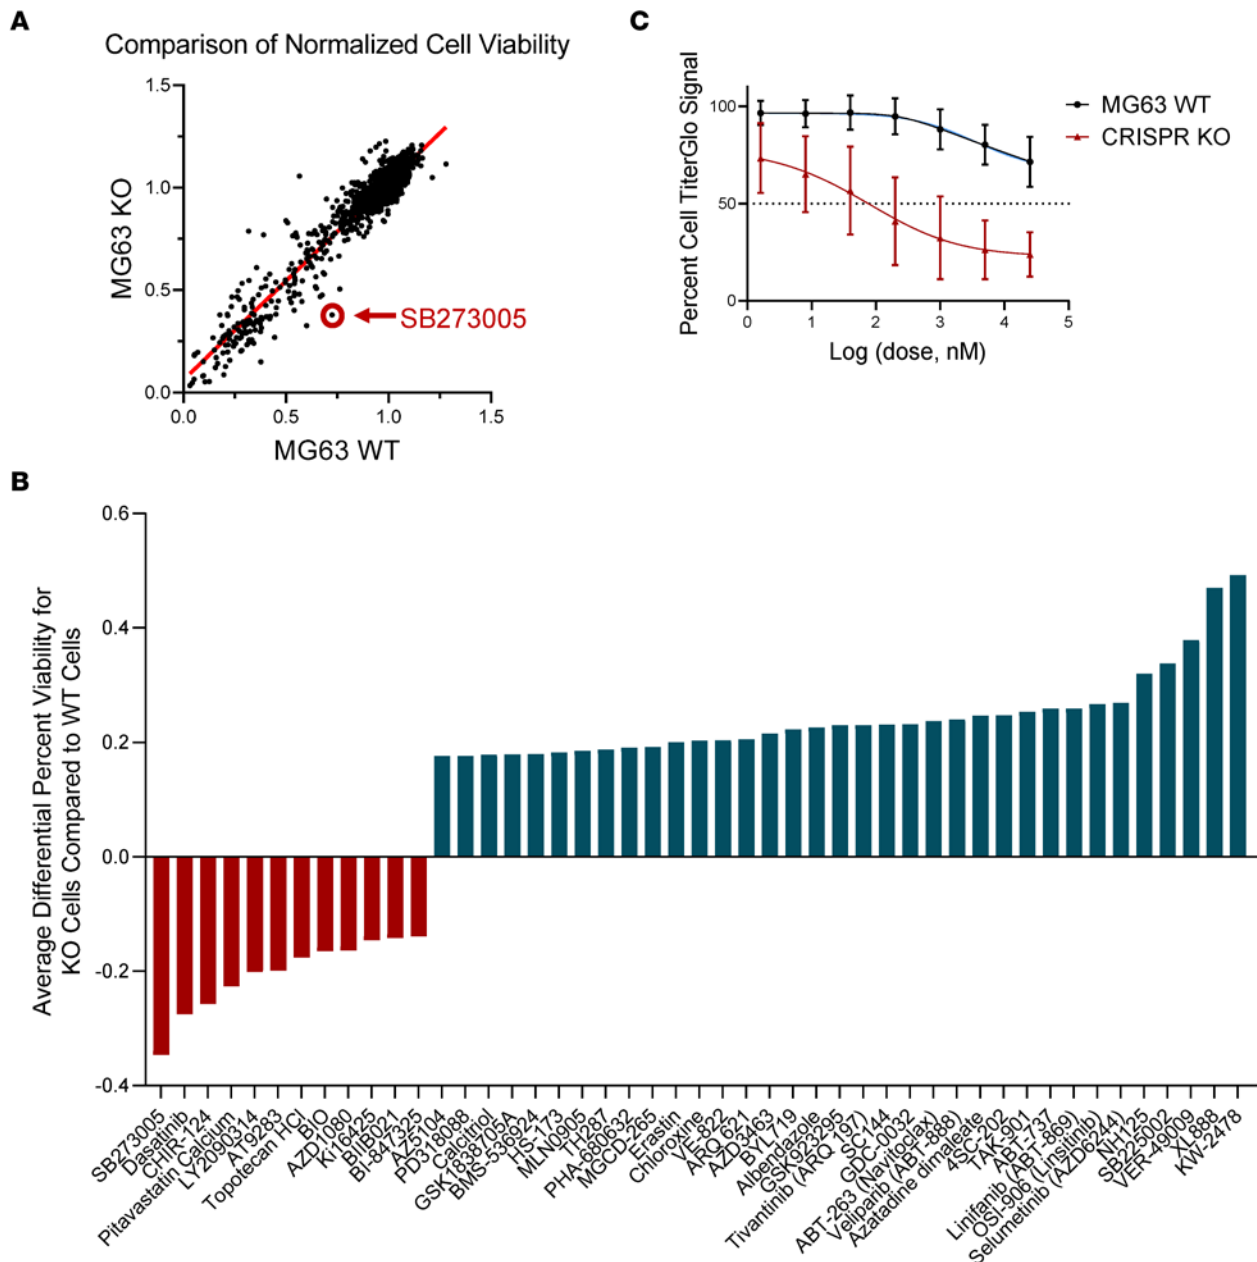 A
Comparison of Normalized Cell Viability
1.5
1.0
0.5
0.0
MG63 KO
SB273005
0.0
0.5
1.0
1.5
MG63 WT
C
Percent Cell TiterGlo Signal
100
50
0
MG63 WT
CRISPR KO
0
1
2
3
4
5
Log (dose, nM)
B
Average Differential Percent Viability for
KO Cells Compared to WT Cells
0.6
0.4
0.2
0.0
-0.2
-0.4
SB273005
Dasatinib
CHIR-124
Pitavastatin Calcium
LY2090314
AT9283
Topotecan HCl
BIO
AZD1080
Ki16425
BIIB021
BI-847325
AZ5104
PD318088
Calcitriol
GSK1838705A
BMS-536924
HS-173
MLN0905
TH287
PHA-680632
MGCD-265
Erastin
Chloroxine
VE-822
ARQ 621
AZD3463
BYL719
Albendazole
GSK923295
Tivantinib (ARQ 197)
SC144
GDC-0032
ABT-263 (Navitoclax)
Veliparib (ABT-888)
Azatadine dimaleate
4SC-202
TAK-901
ABT-737
Linifanib (ABT-869)
OSI-906 (Linsitinib)
Selumetinib (AZD6244)
NH125
SB225002
VER-49009
XL888
KW-2478